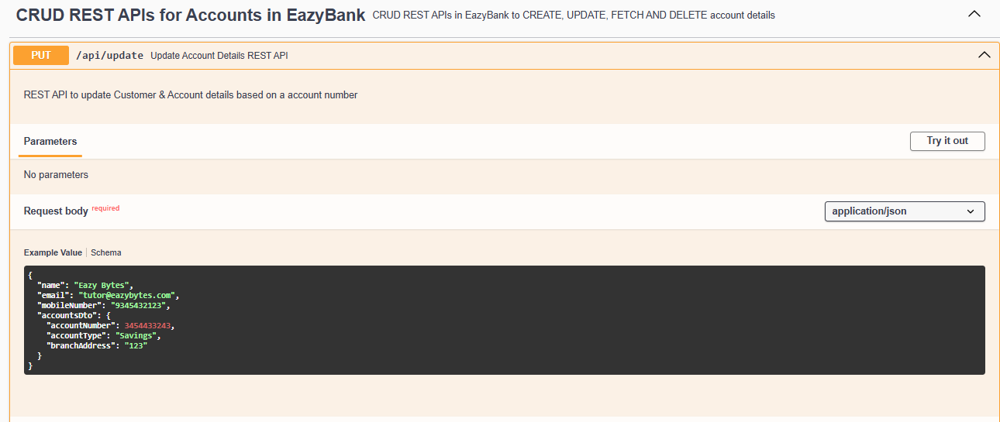 CRUD REST APIs for Accounts in EazyBank CRUD REST APIs in EazyBank to CREATE, UPDATE, FETCH AND DELETE account details
PUT /api/update Update Account Details REST API
REST API to update Customer & Account details based on a account number
Parameters Try it out
No parameters
Request body required application/json
Example Value Schema
{
  "name": "Eazy Bytes",
  "email": "tutor@eazybytes.com",
  "mobileNumber": "9345432123",
  "accountsDto": {
    "accountNumber": 3454433243,
    "accountType": "Savings",
    "branchAddress": "123"
  }
}